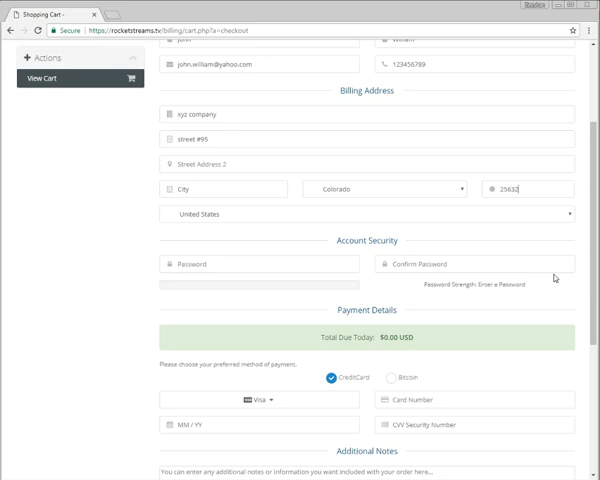 Shopping Cart -
Secure https://rocketstreams.tv/billing/cart.php?a=checkout
Actions
View Cart
John William
john.william@yahoo.com 123456789
Billing Address
xyz company
street #95
Street Address 2
City Colorado 25632
United States
Account Security
Password Confirm Password
Password Strength: Enter a Password
Payment Details
Total Due Today: $0.00 USD
Please choose your preferred method of payment.
CreditCard Bitcoin
Visa Card Number
MM / YY CVV Security Number
Additional Notes
You can enter any additional notes or information you want included with your order here...